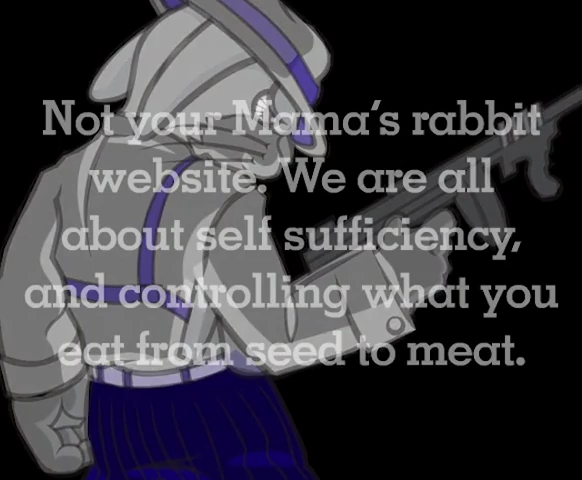 Not your Mama's rabbit
website. We are all
about self sufficiency,
and controlling what you
eat from seed to meat.